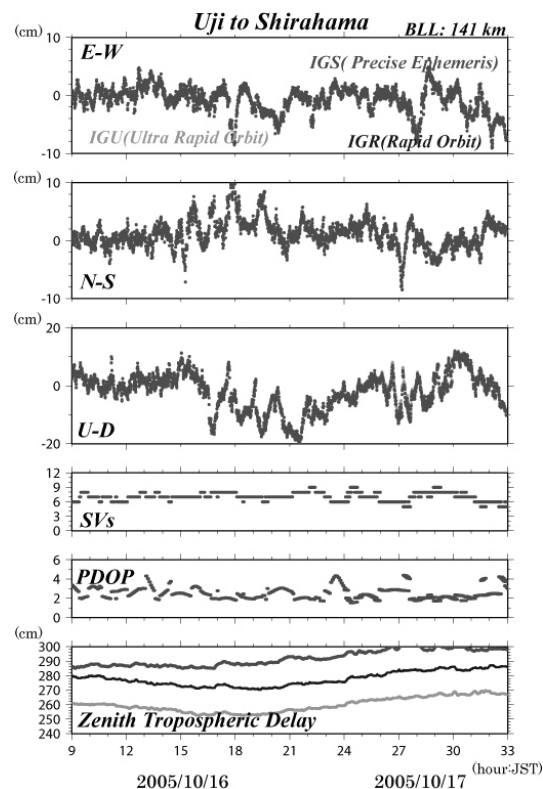 Uji to Shirahama
BLL: 141 km
(cm)
10
E-W
IGS( Precise Ephemeris)
0
IGU(Ultra Rapid Orbit)
IGR(Rapid Orbit)
-10
(cm)
10
0
N-S
-10
(cm)
20
0
U-D
-20
12
9
6
3
SVs
0
6
PDOP
4
2
0
(cm)
300
290
280
270
260
250
Zenith Tropospheric Delay
240
9 12 15 18 21 24 27 30 33
(hour:JST)
2005/10/16 2005/10/17